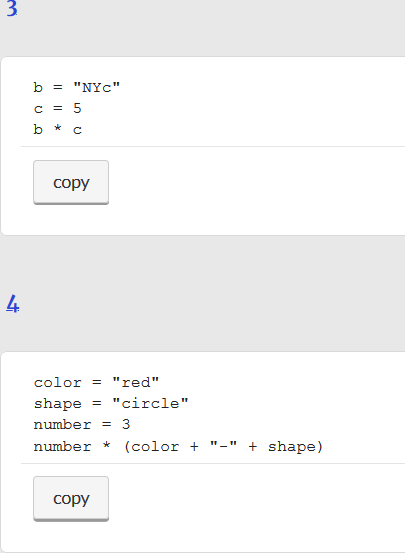 3
b = "NYc"
c = 5
b * c
copy
4
color = "red"
shape = "circle"
number = 3
number * (color + "-" + shape)
copy